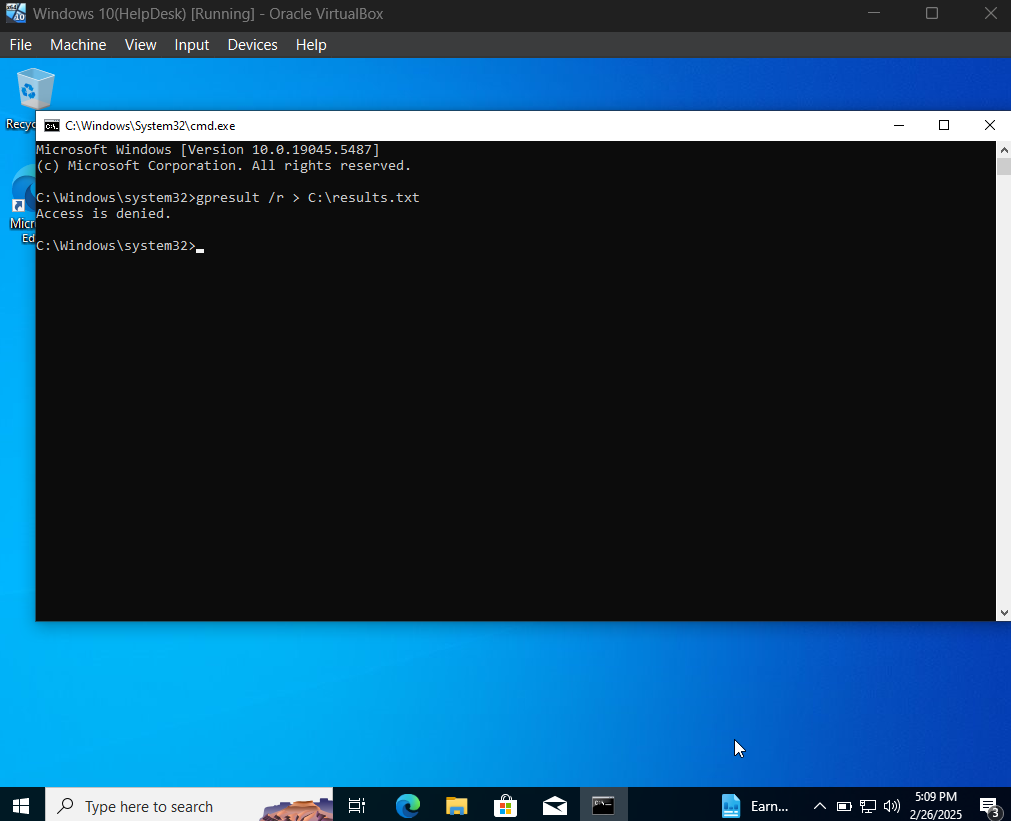 Windows 10(HelpDesk) [Running] - Oracle VirtualBox
File Machine View Input Devices Help
C:\Windows\System32\cmd.exe
Microsoft Windows [Version 10.0.19045.5487]
(c) Microsoft Corporation. All rights reserved.
C:\Windows\system32>gpresult /r > C:\results.txt
Access is denied.
C:\Windows\system32>
Recyc
Micr
Ed
Type here to search
Earn...
5:09 PM
2/26/2025
3